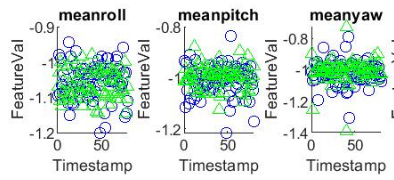 meanroll
FeatureVal
-0.9
-1
-1.1
-1.2
0 50
Timestamp
meanpitch
FeatureVal
-0.8
-1
-1.2
0 50
Timestamp
meanyaw
FeatureVal
-0.8
-1
-1.2
-1.4
0 50
Timestamp